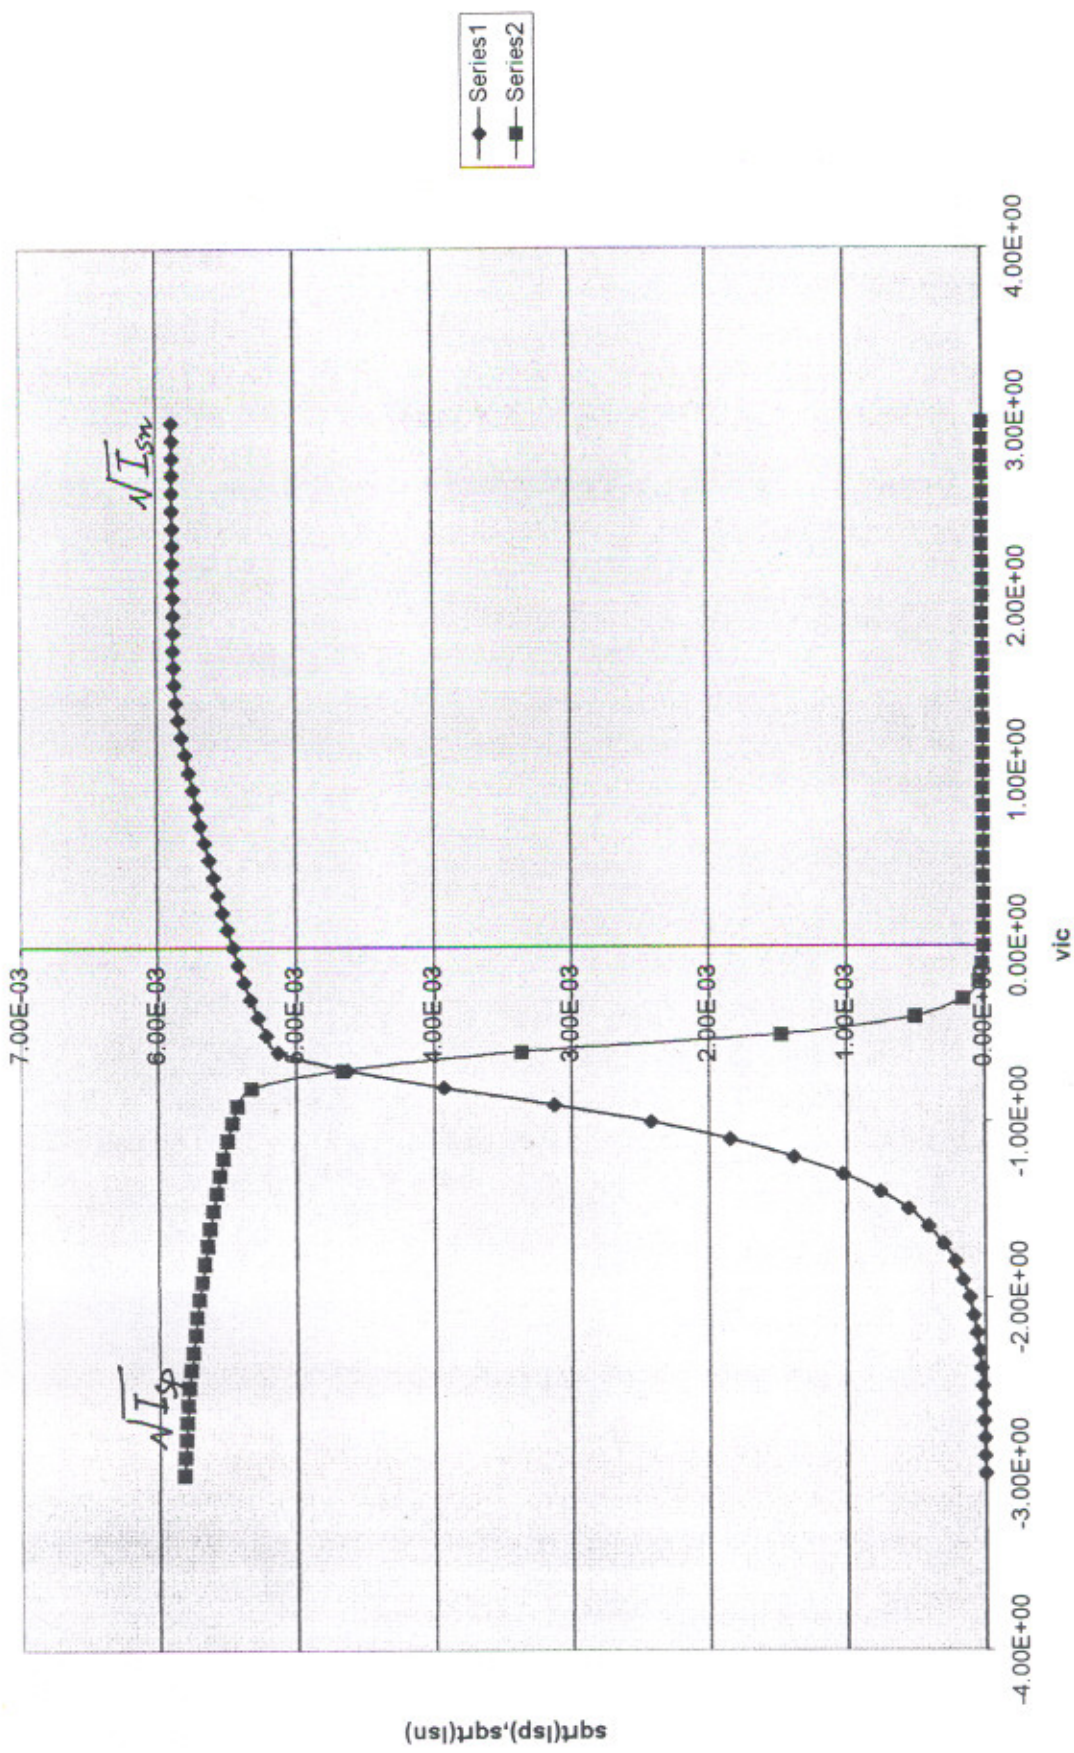 sqrt(Isp),sqrt(Isn)
7.00E-03
6.00E-03
5.00E-03
4.00E-03
3.00E-03
2.00E-03
1.00E-03
0.00E+00
√Isp
√Isn
-4.00E+00
-3.00E+00
-2.00E+00
-1.00E+00
0.00E+00
1.00E+00
2.00E+00
3.00E+00
4.00E+00
vic
Series1
Series2